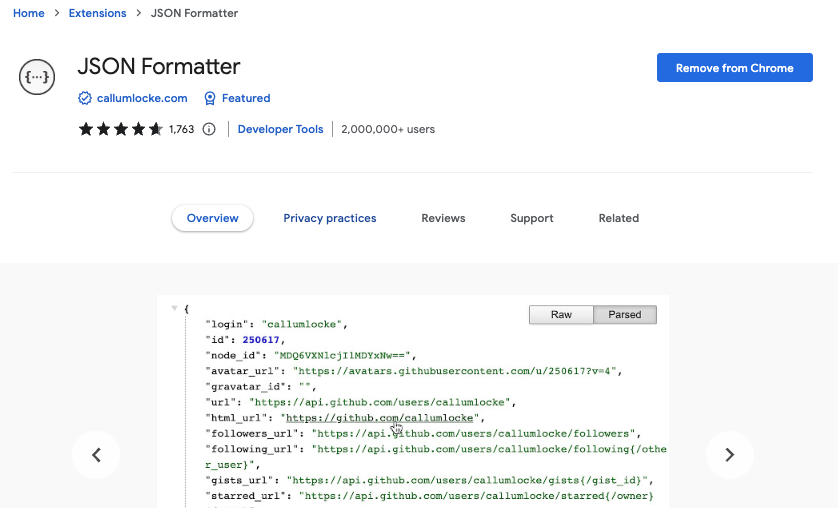 Home > Extensions > JSON Formatter
{···}
JSON Formatter
Remove from Chrome
callumlocke.com Featured
1,763 Developer Tools 2,000,000+ users
Overview Privacy practices Reviews Support Related
Raw Parsed
{
"login": "callumlocke",
"id": 250617,
"node_id": "MDQ6VXNlcjI1MDYxNw==",
"avatar_url": "https://avatars.githubusercontent.com/u/250617?v=4",
"gravatar_id": "",
"url": "https://api.github.com/users/callumlocke",
"html_url": "https://github.com/callumlocke",
"followers_url": "https://api.github.com/users/callumlocke/followers",
"following_url": "https://api.github.com/users/callumlocke/following{/othe
r_user}",
"gists_url": "https://api.github.com/users/callumlocke/gists{/gist_id}",
"starred_url": "https://api.github.com/users/callumlocke/starred{/owner}